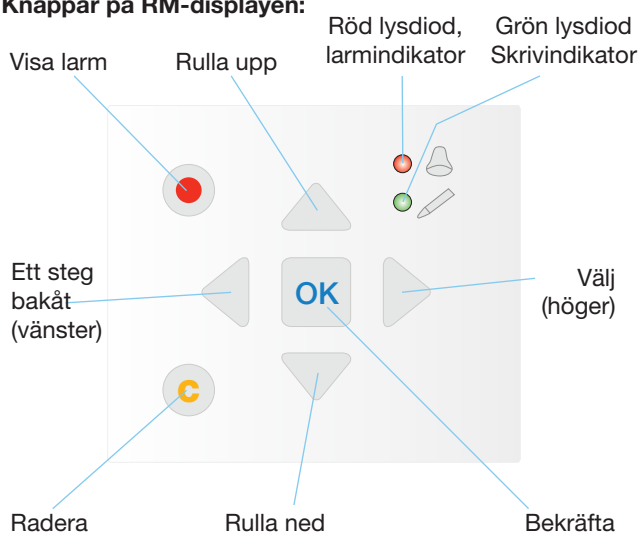 Knappar på RM-displayen:
Röd lysdiod,
larmindikator
Grön lysdiod
Skrivindikator
Visa larm
Rulla upp
Ett steg
bakåt
(vänster)
OK
Välj
(höger)
C
Radera
Rulla ned
Bekräfta